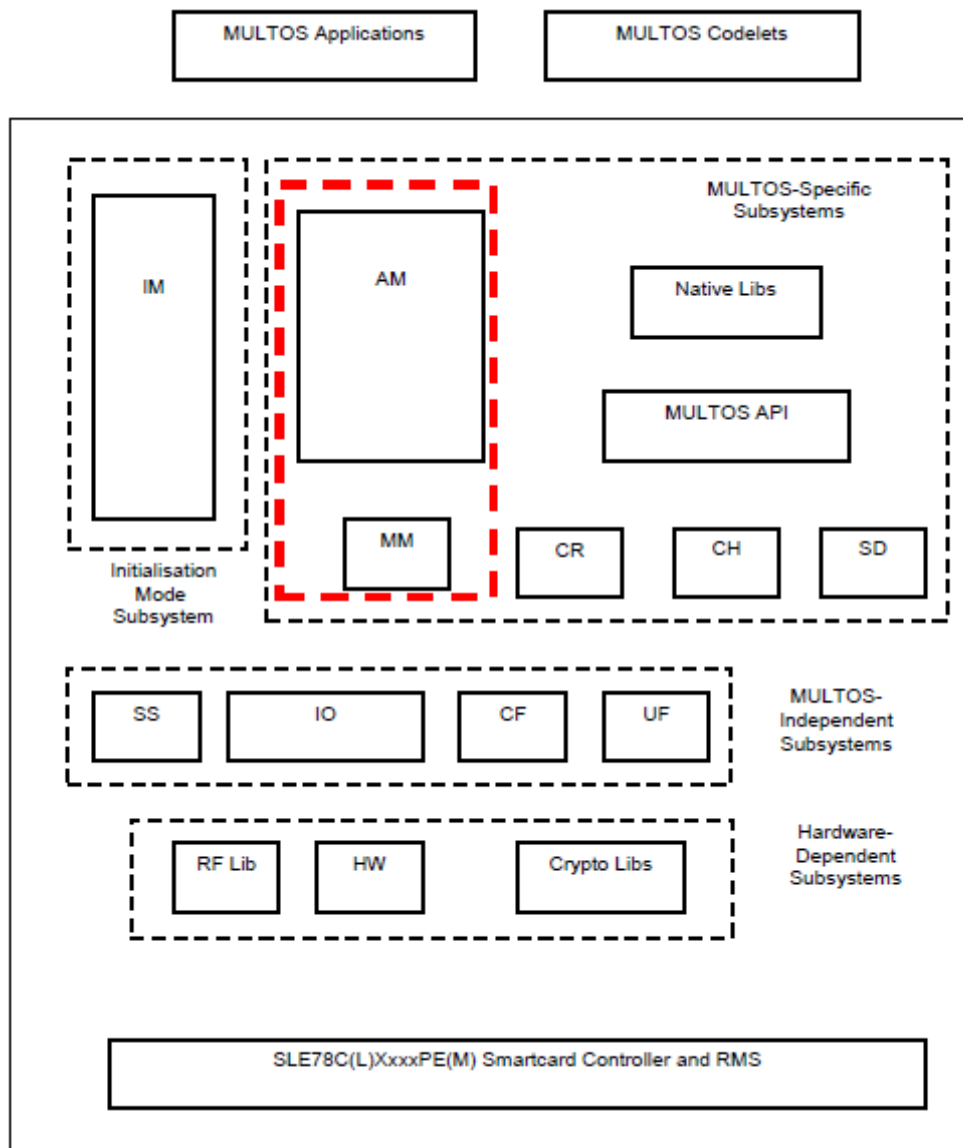 MULTOS Applications
MULTOS Codelets
MULTOS-Specific
Subsystems
IM
AM
Native Libs
MULTOS API
MM
CR
CH
SD
Initialisation
Mode
Subsystem
SS
IO
CF
UF
MULTOS-
Independent
Subsystems
RF Lib
HW
Crypto Libs
Hardware-
Dependent
Subsystems
SLE78C(L)XxxxPE(M) Smartcard Controller and RMS